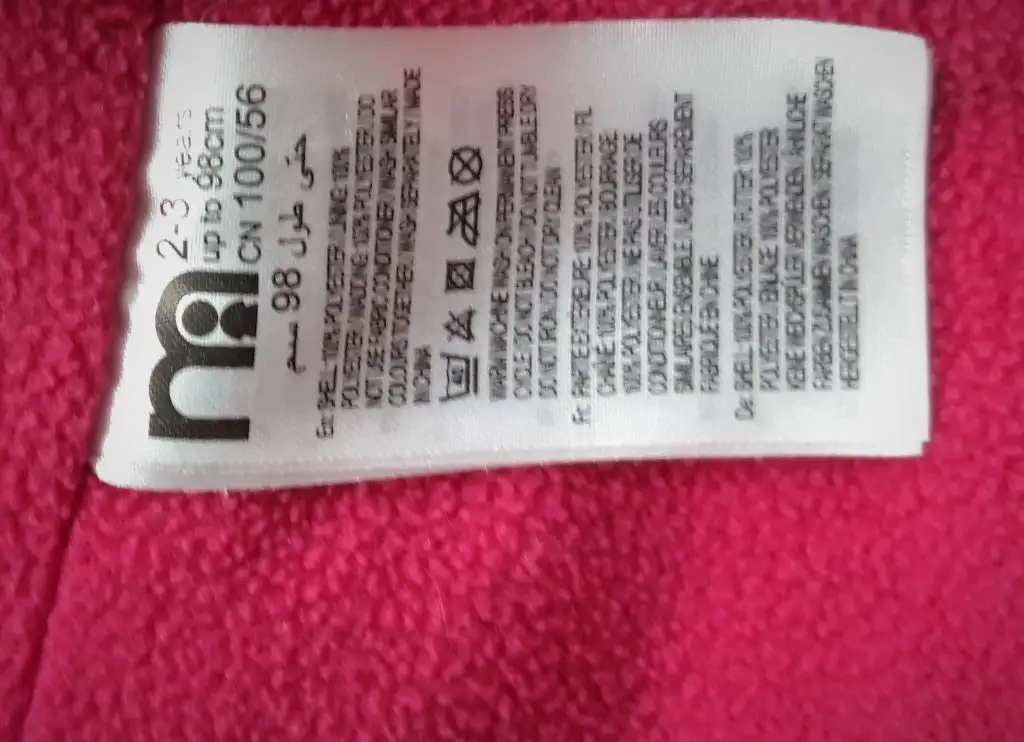 2-3 years
up to 98cm
CN 100/56
حتى طول 98 سم
En: SHELL 100% POLYESTER LINING: 100%
POLYESTER WADDING: 100% POLYESTER DO
NOT USE FABRIC CONDITIONER WASH SIMILAR
COLOURS TOGETHER / WASH SEPARATELY MADE
IN CHINA
WARM MACHINE WASH ON PERMANENT PRESS
CYCLE DO NOT BLEACH DO NOT TUMBLE DRY
DO NOT IRON DO NOT DRY CLEAN
Fr: PARTIE EXTERIEURE: 100% POLYESTER. FIL
CHAÎNE 100% POLYESTER BOURRAGE:
100% POLYESTER NE PAS UTILISER DE
CONDITIONNEUR LAVER LES COULEURS
SIMILAIRES ENSEMBLE LAVER SEPAREMENT
FABRIQUE EN CHINE
De: SHELL 100% POLYESTER FUTTER 100%
POLYESTER EINLAGE 100% POLYESTER
KEINE WEICHSPÜLER VERWENDEN. ÄHNLICHE
FARBEN ZUSAMMEN WASCHEN SEPARAT WASCHEN
HERGESTELLT IN CHINA